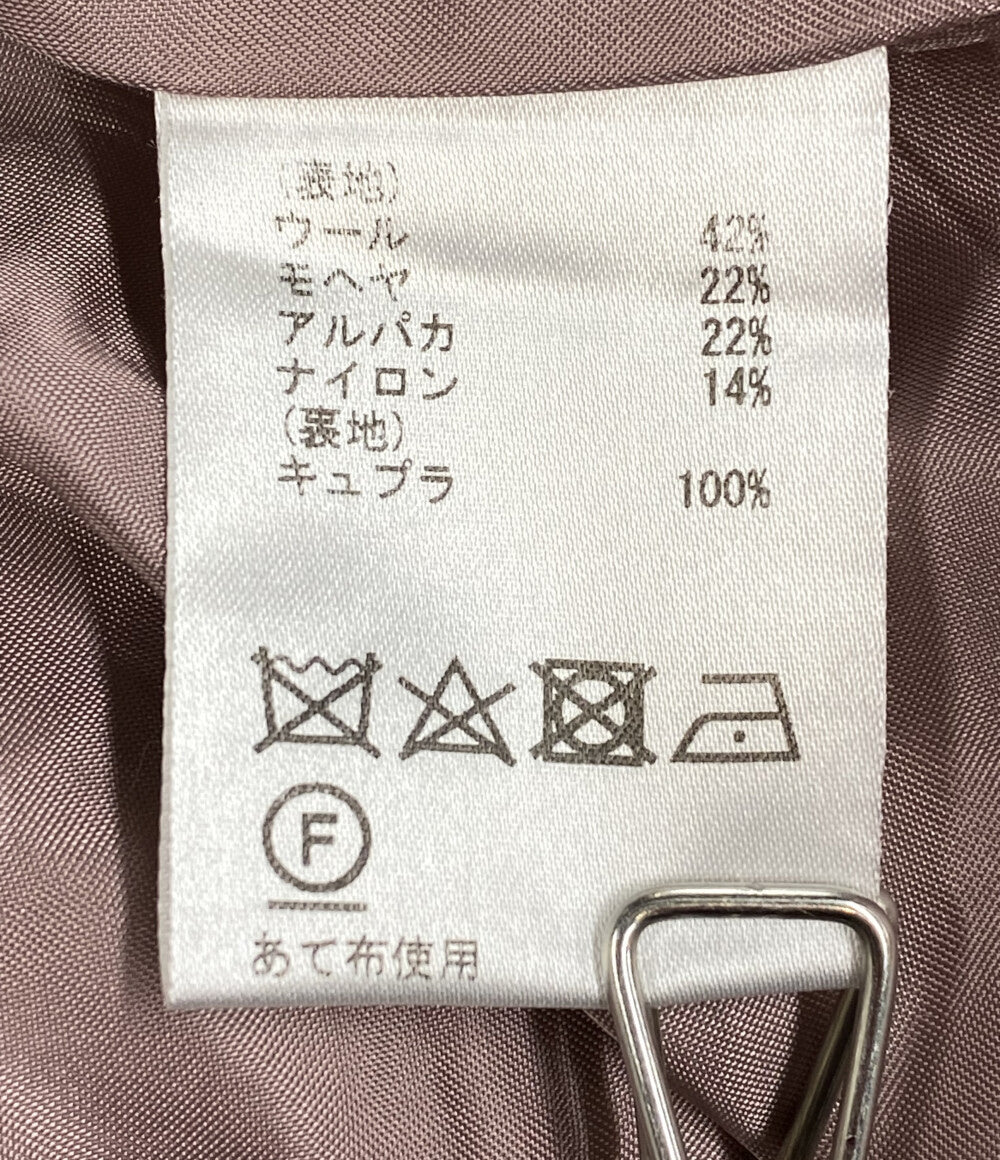 (表地)
ウール 42%
モヘヤ 22%
アルパカ 22%
ナイロン 14%
(裏地)
キュプラ 100%
F
あて布使用